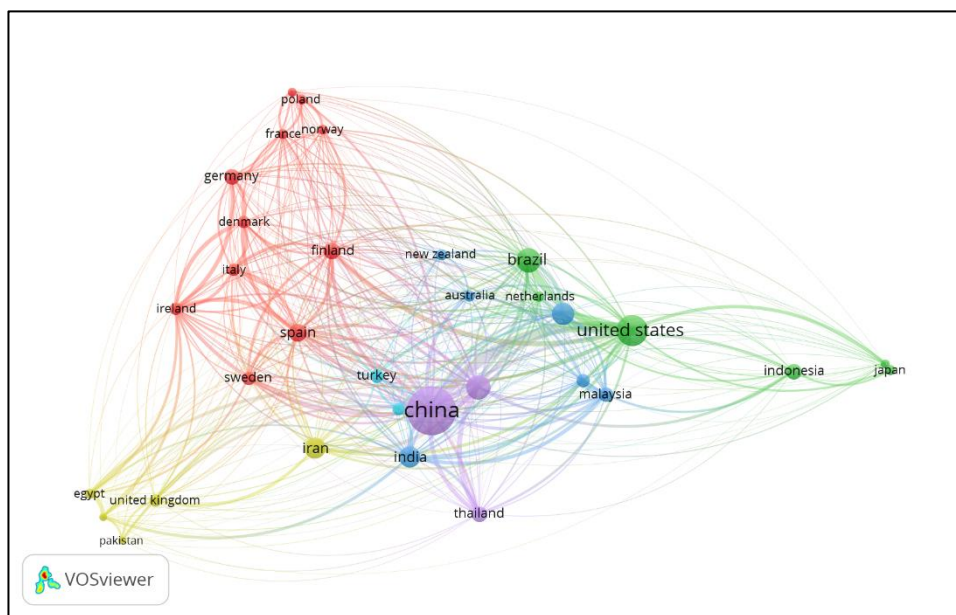 poland
france
norway
germany
denmark
finland
italy
ireland
spain
sweden
new zealand
brazil
australia
netherlands
united states
turkey
china
malaysia
indonesia
japan
iran
india
egypt
united kingdom
pakistan
thailand
VOSviewer